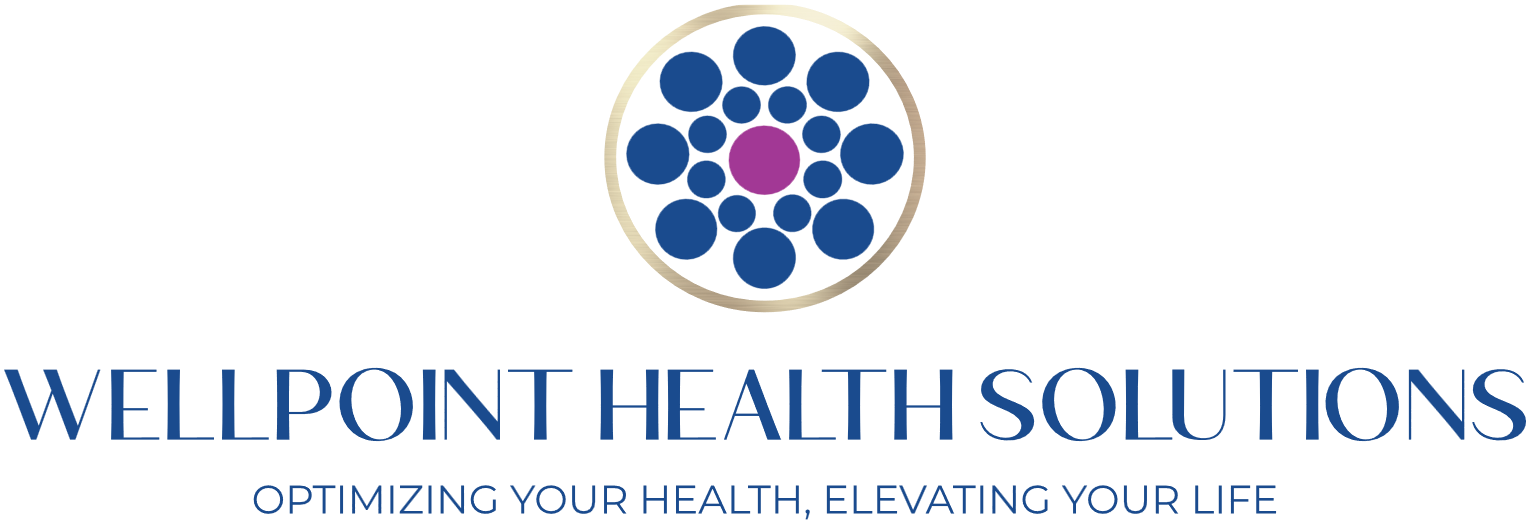 WELLPOINT HEALTH SOLUTIONS
OPTIMIZING YOUR HEALTH, ELEVATING YOUR LIFE